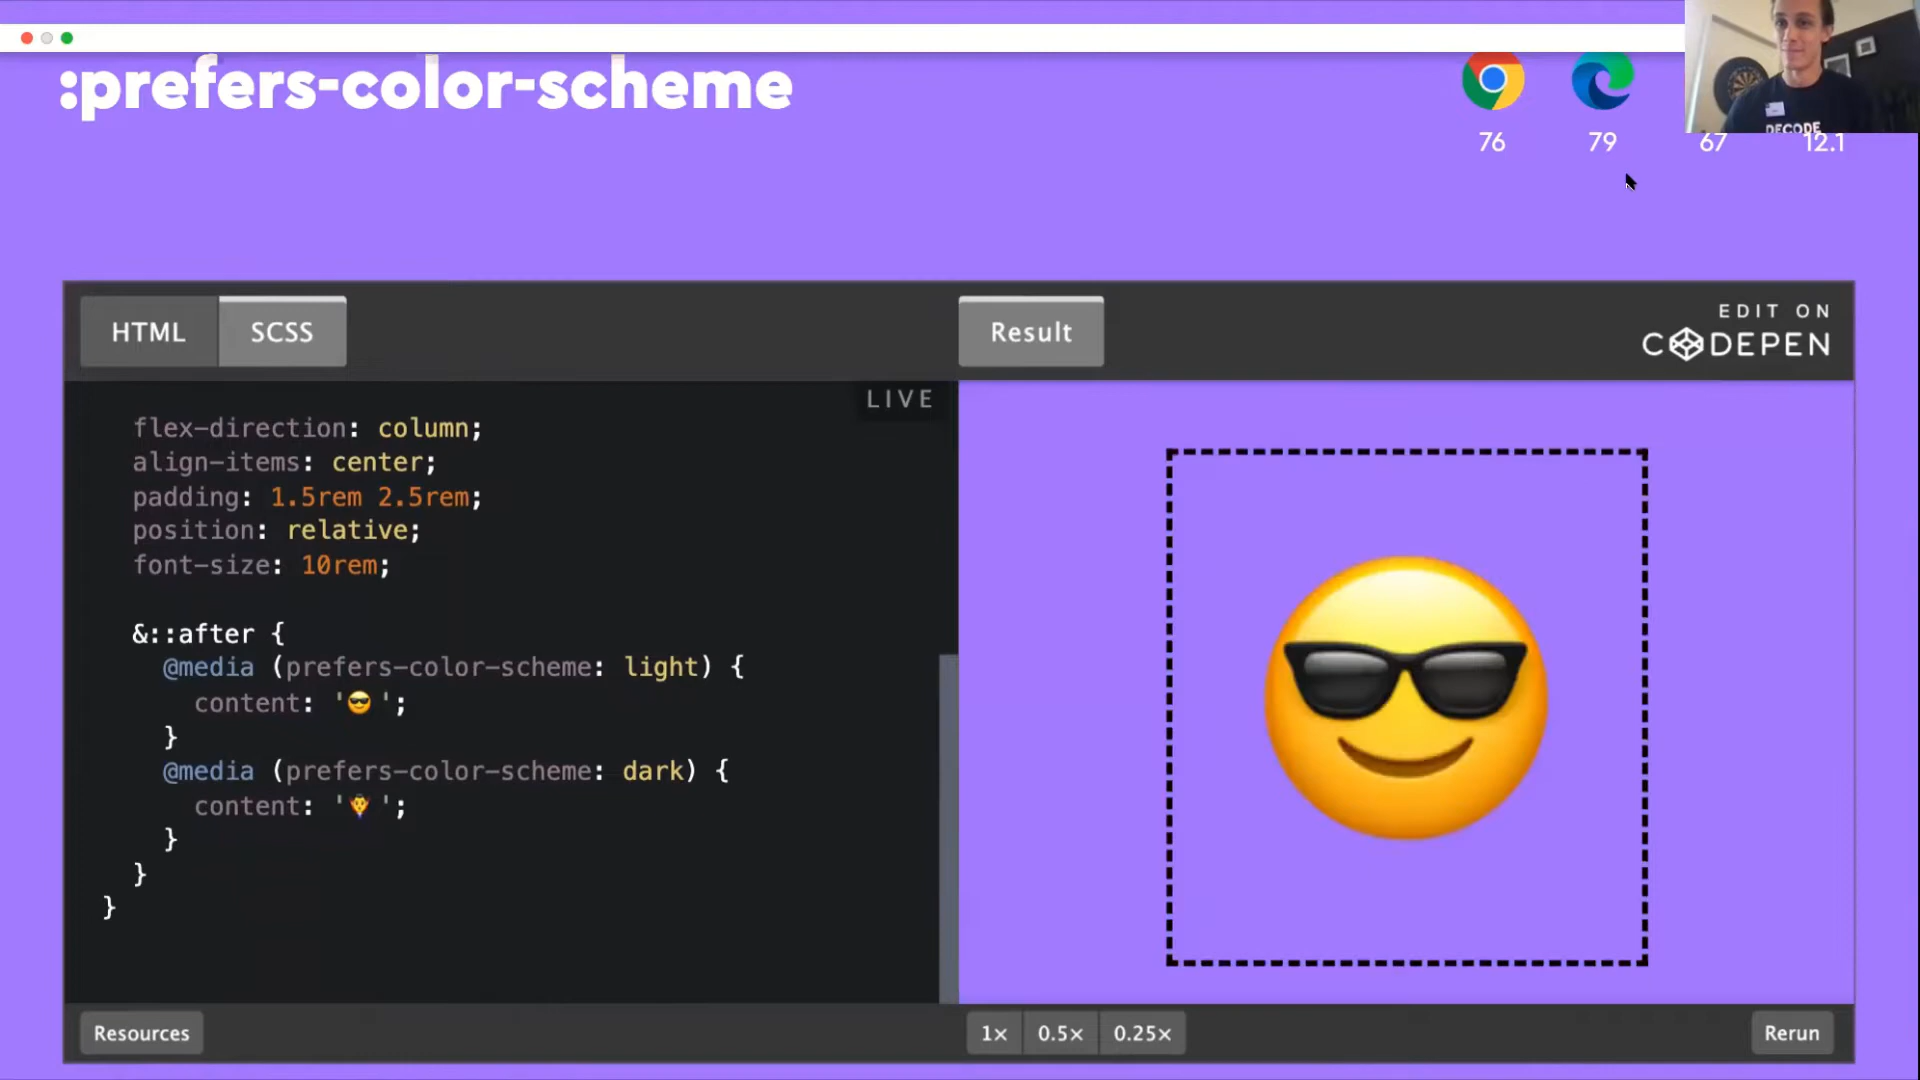 :prefers-color-scheme
76
79
67
12.1
DECODE
HTML
SCSS
Result
EDIT ON
CODEPEN
LIVE
flex-direction: column;
align-items: center;
padding: 1.5rem 2.5rem;
position: relative;
font-size: 10rem;
&::after {
@media (prefers-color-scheme: light) {
content: '😎 ';
}
@media (prefers-color-scheme: dark) {
content: '🧛 ';
}
}
}
Resources
1×
0.5×
0.25×
Rerun